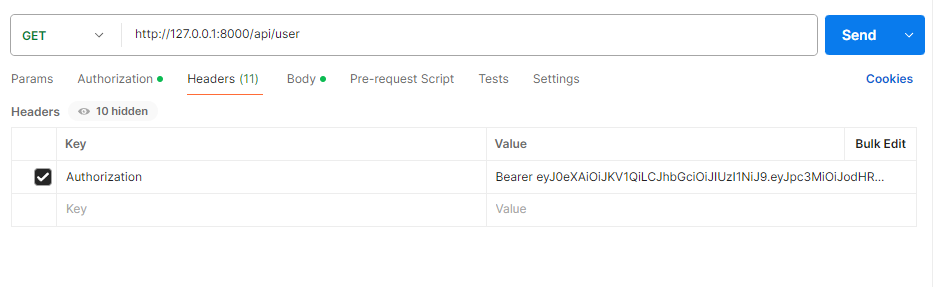 GET http://127.0.0.1:8000/api/user Send
Params Authorization Headers (11) Body Pre-request Script Tests Settings Cookies
Headers 10 hidden
Key Value Bulk Edit
Authorization Bearer eyJ0eXAiOiJKV1QiLCJhbGciOiJIUzI1NiJ9.eyJpc3MiOiJodHR...
Key Value